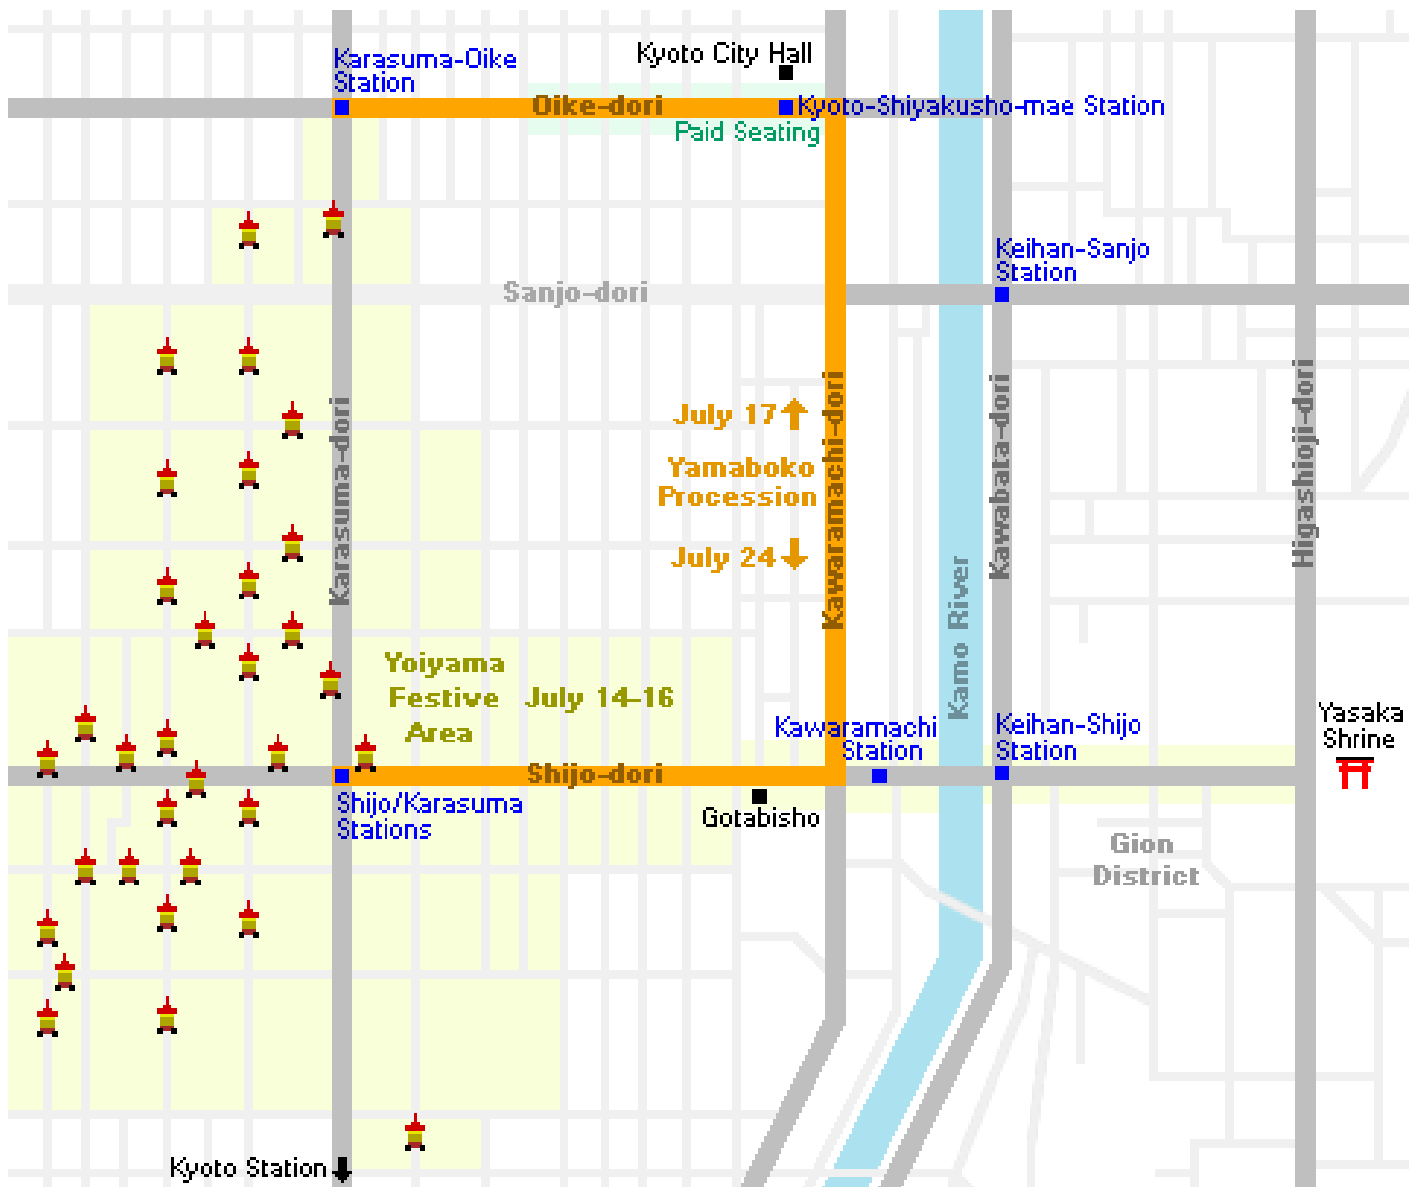 Karasuma-Oike
Station
Kyoto City Hall
Oike-dori
Kyoto-Shiyakusho-mae Station
Paid Seating
Keihan-Sanjo
Station
Sanjo-dori
July 17
Yamaboko
Procession
July 24
Karasuma-dori
Kawaramachi-dori
Kawabata-dori
Higashioji-dori
Kamo River
Yoiyama
Festive July 14-16
Area
Kawaramachi
Station
Keihan-Shijo
Station
Yasaka
Shrine
Shijo-dori
Shijo/Karasuma
Stations
Gotabisho
Gion
District
Kyoto Station